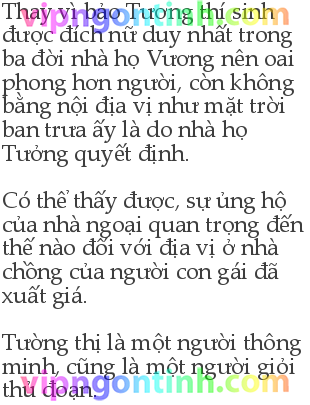 Thay vì bảo Tưởng thí sinh
được đích nữ duy nhất trong
ba đời nhà họ Vương nên oai
phong hơn người, còn không
bằng nội địa vị như mặt trời
ban trưa ấy là do nhà họ
Tưởng quyết định.
Có thể thấy được, sự ủng hộ
của nhà ngoại quan trọng đến
thế nào đối với địa vị ở nhà
chồng của người con gái đã
xuất giá.
Tường thị là một người thông
minh, cũng là một người giỏi
thủ đoạn.
vipngontinh.com
vipngontinh.com